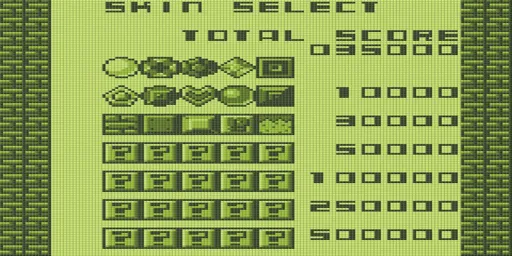 SKIN SELECT
TOTAL SCORE
035000
10000
30000
? ? ? ? ? 50000
? ? ? ? ? 100000
? ? ? ? ? 250000
? ? ? ? ? 500000